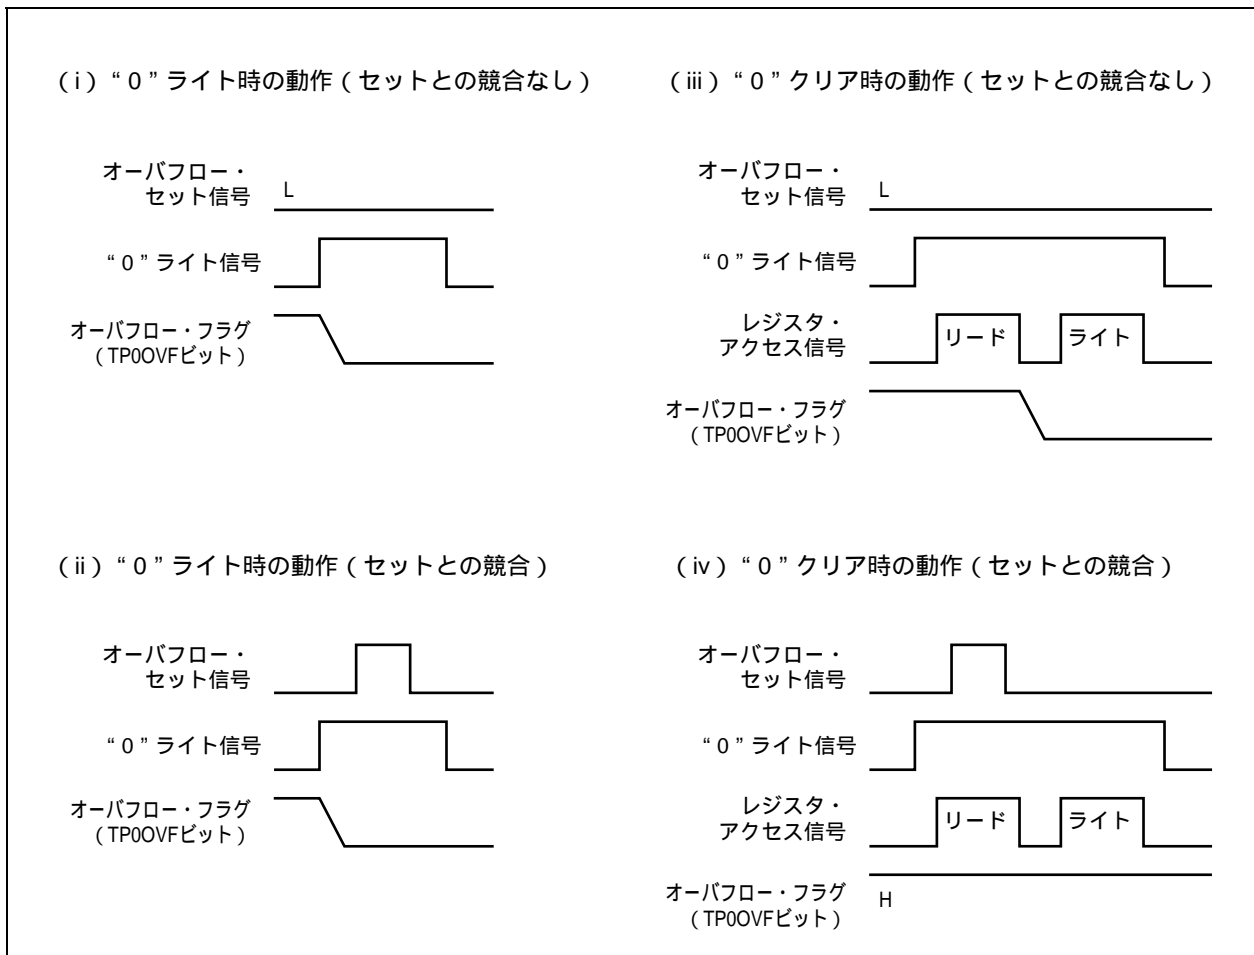 （i）“０”ライト時の動作（セットとの競合なし）
オーバフロー・
セット信号
L
“０”ライト信号
オーバフロー・フラグ
（TP0OVFビット）
（iii）“０”クリア時の動作（セットとの競合なし）
オーバフロー・
セット信号
L
“０”ライト信号
レジスタ・
アクセス信号
リード
ライト
オーバフロー・フラグ
（TP0OVFビット）
（ii）“０”ライト時の動作（セットとの競合）
オーバフロー・
セット信号
“０”ライト信号
オーバフロー・フラグ
（TP0OVFビット）
（iv）“０”クリア時の動作（セットとの競合）
オーバフロー・
セット信号
“０”ライト信号
レジスタ・
アクセス信号
リード
ライト
オーバフロー・フラグ
（TP0OVFビット）
H